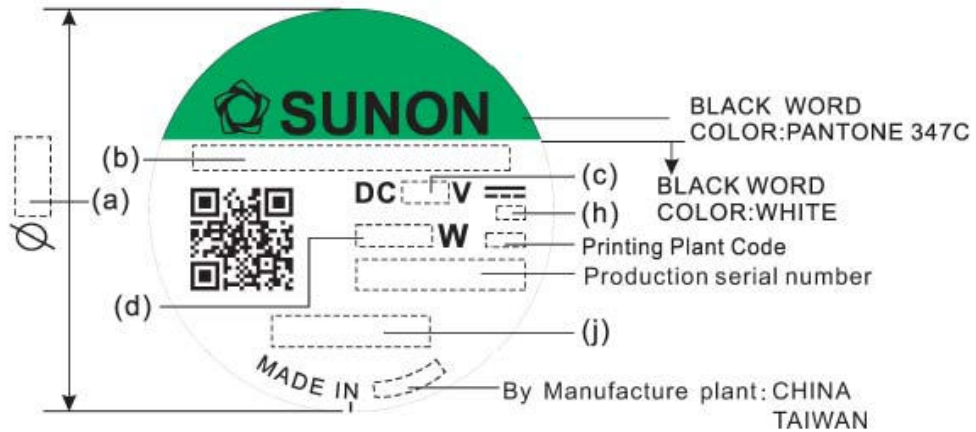 SUNON
BLACK WORD
COLOR:PANTONE 347C
(b)
(c)
DC V
(a)
BLACK WORD
COLOR:WHITE
(h)
Ø
W
Printing Plant Code
Production serial number
(d)
(j)
MADE IN
By Manufacture plant: CHINA
TAIWAN